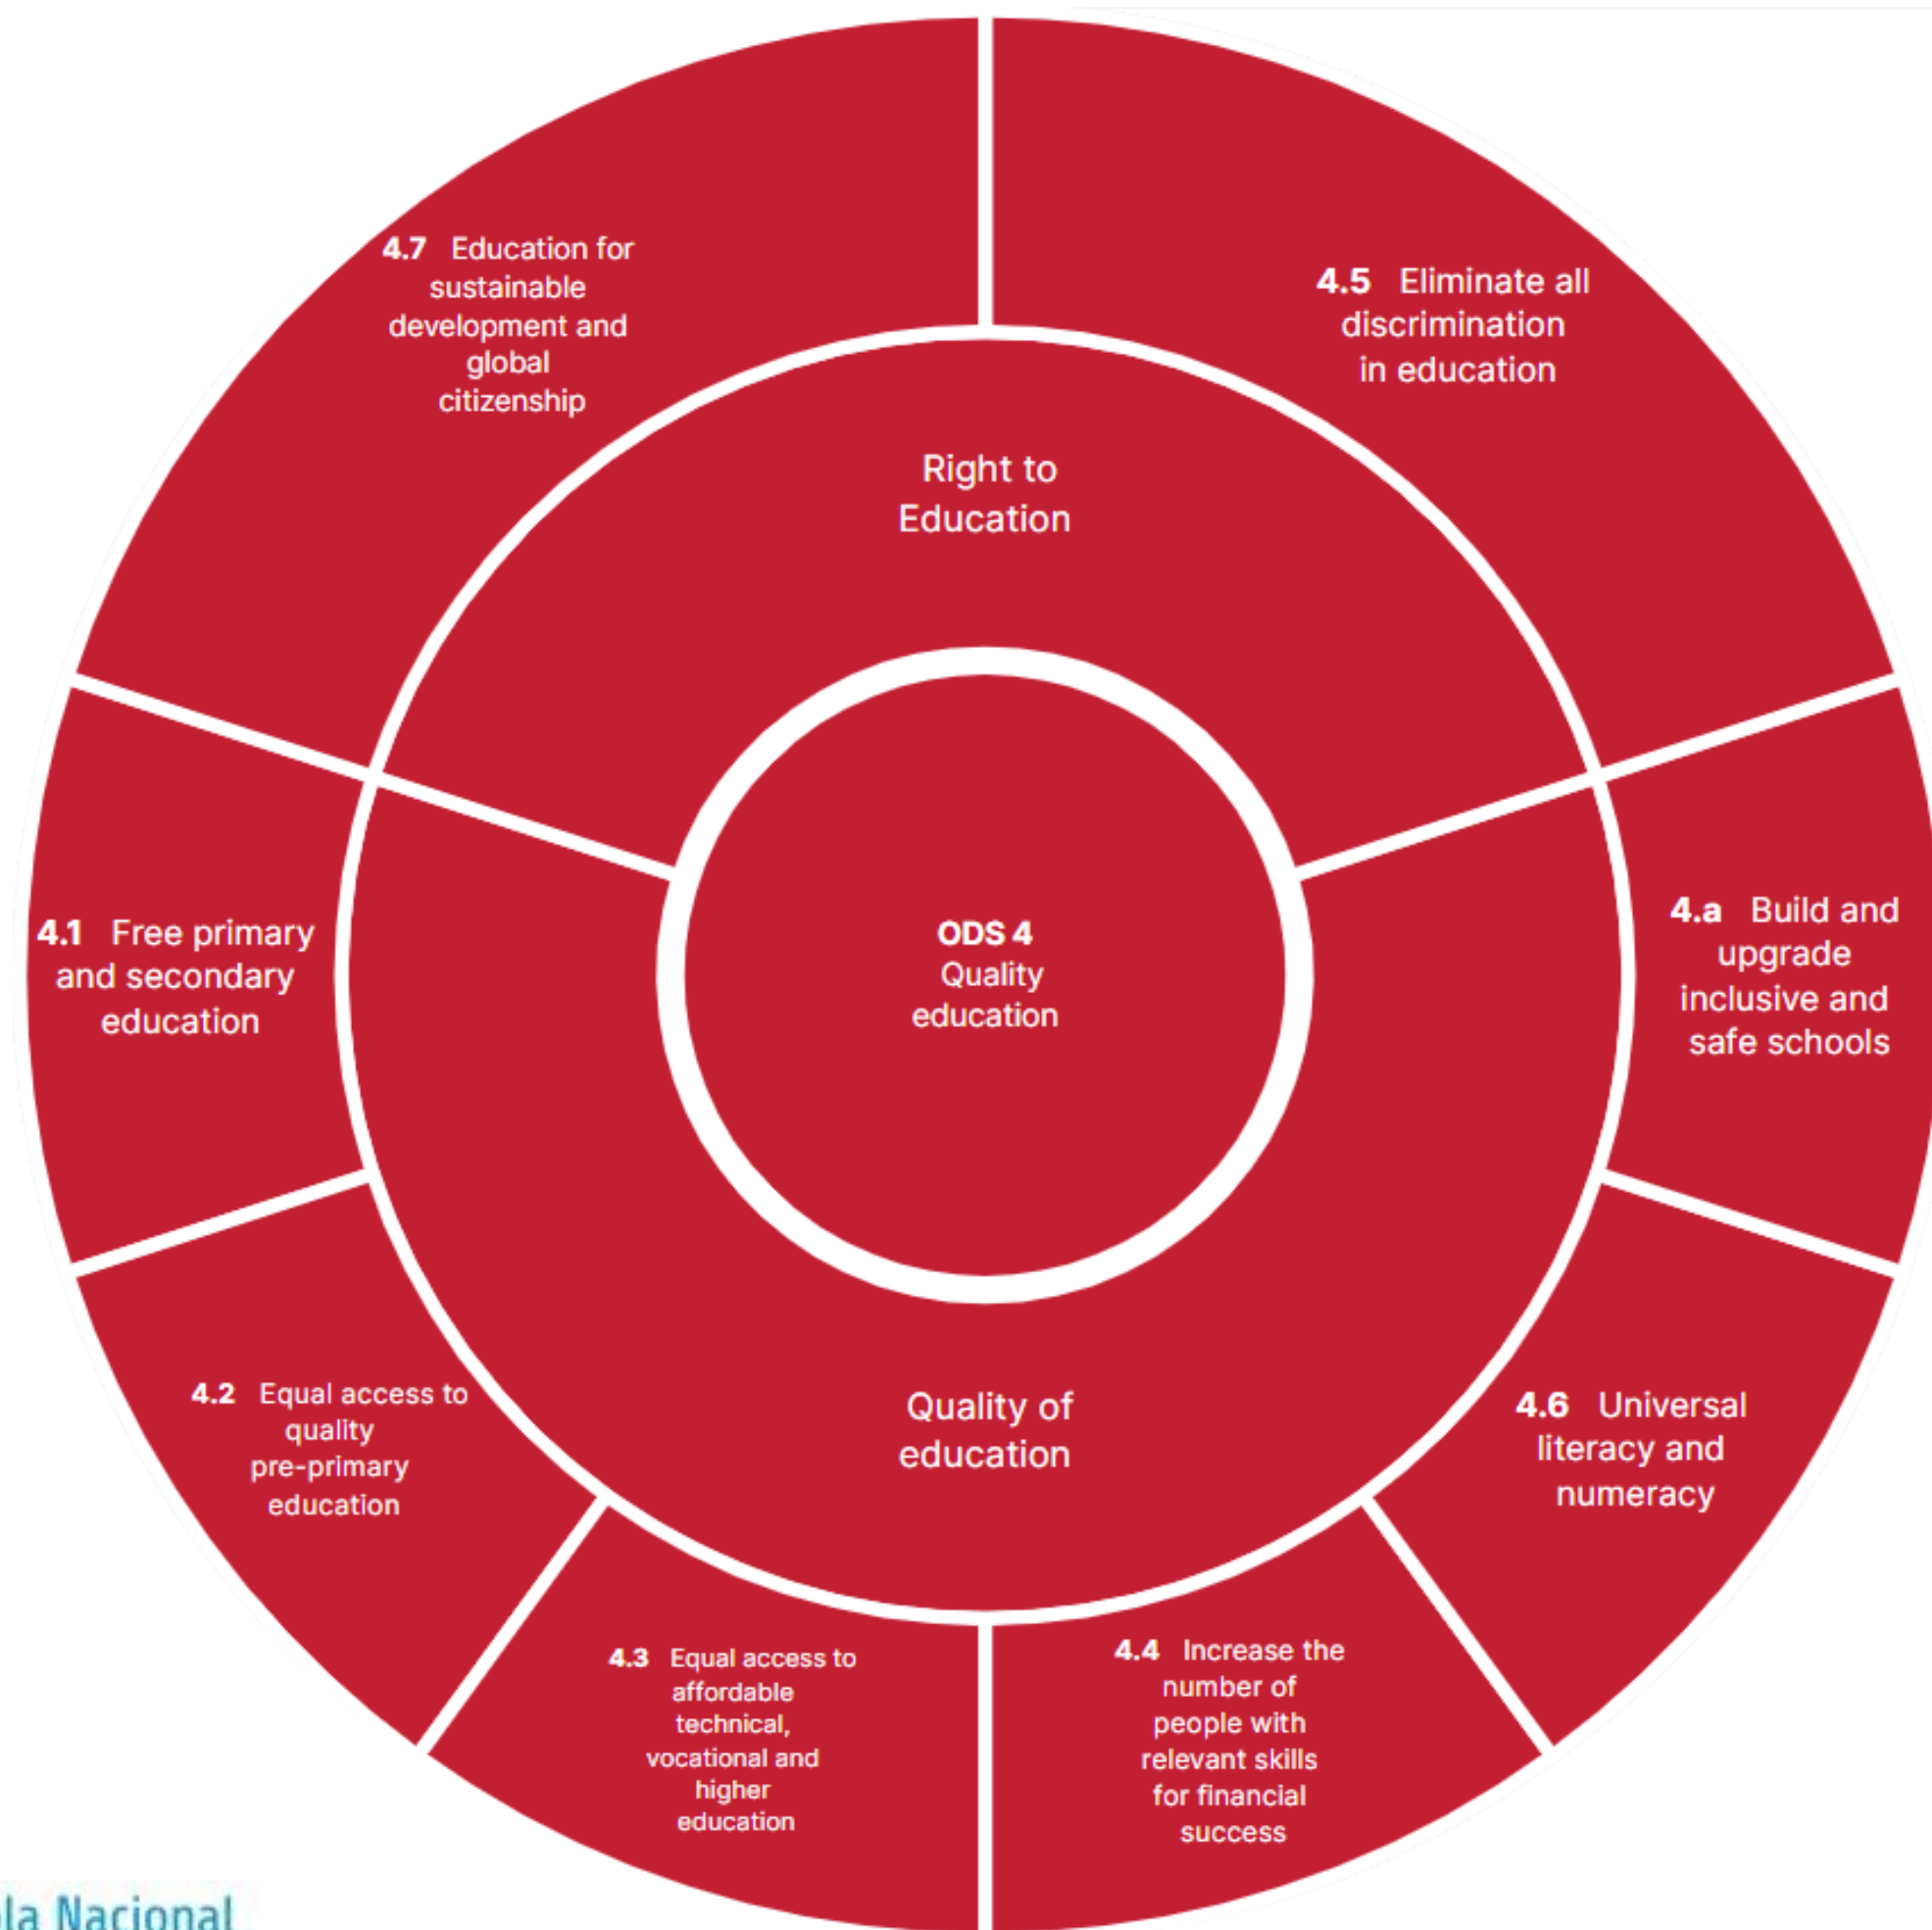 4.7 Education for
sustainable
development and
global
citizenship
4.5 Eliminate all
discrimination
in education
Right to
Education
4.1 Free primary
and secondary
education
ODS 4
Quality
education
4.a Build and
upgrade
inclusive and
safe schools
4.2 Equal access to
quality
pre-primary
education
Quality of
education
4.6 Universal
literacy and
numeracy
4.3 Equal access to
affordable
technical,
vocational and
higher
education
4.4 Increase the
number of
people with
relevant skills
for financial
success
Nacional